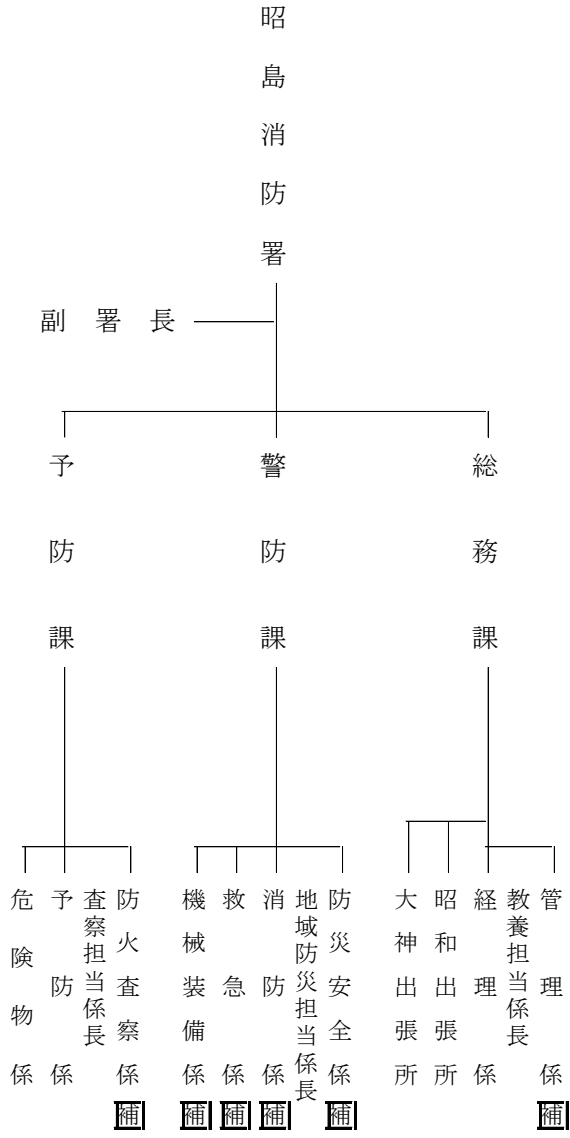 昭島消防署
副署長
総務課
警防課
予防課
管理係 補
教養担当係長
経理係
昭和出張所
大神出張所
防災安全係 補
地域防災担当係長
消防係 補
救急係 補
機械装備係 補
防火査察係 補
査察担当係長
予防係
危険物係